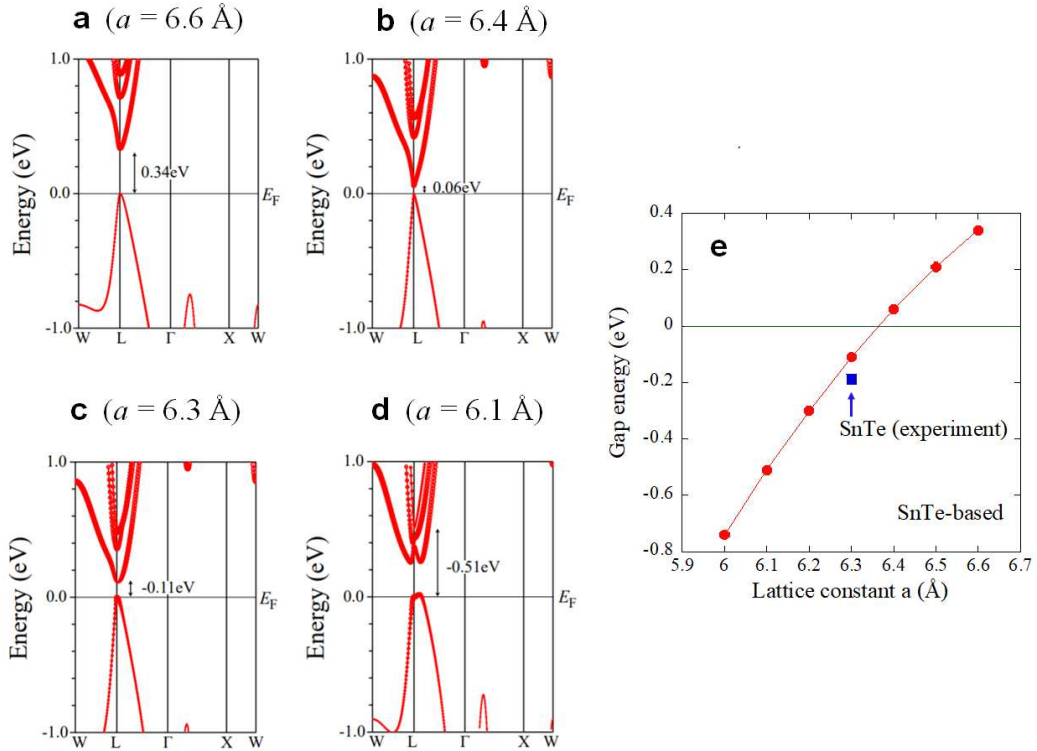 a (a = 6.6 Å)
1.0
0.0
-1.0
Energy (eV)
0.34eV
E_F
W L Γ X W
b (a = 6.4 Å)
1.0
0.0
-1.0
Energy (eV)
0.06eV
E_F
W L Γ X W
c (a = 6.3 Å)
1.0
0.0
-1.0
Energy (eV)
-0.11eV
E_F
W L Γ X W
d (a = 6.1 Å)
1.0
0.0
-1.0
Energy (eV)
-0.51eV
E_F
W L Γ X W
e
0.4
0.2
0
-0.2
-0.4
-0.6
-0.8
Gap energy (eV)
SnTe (experiment)
SnTe-based
5.9 6 6.1 6.2 6.3 6.4 6.5 6.6 6.7
Lattice constant a (Å)